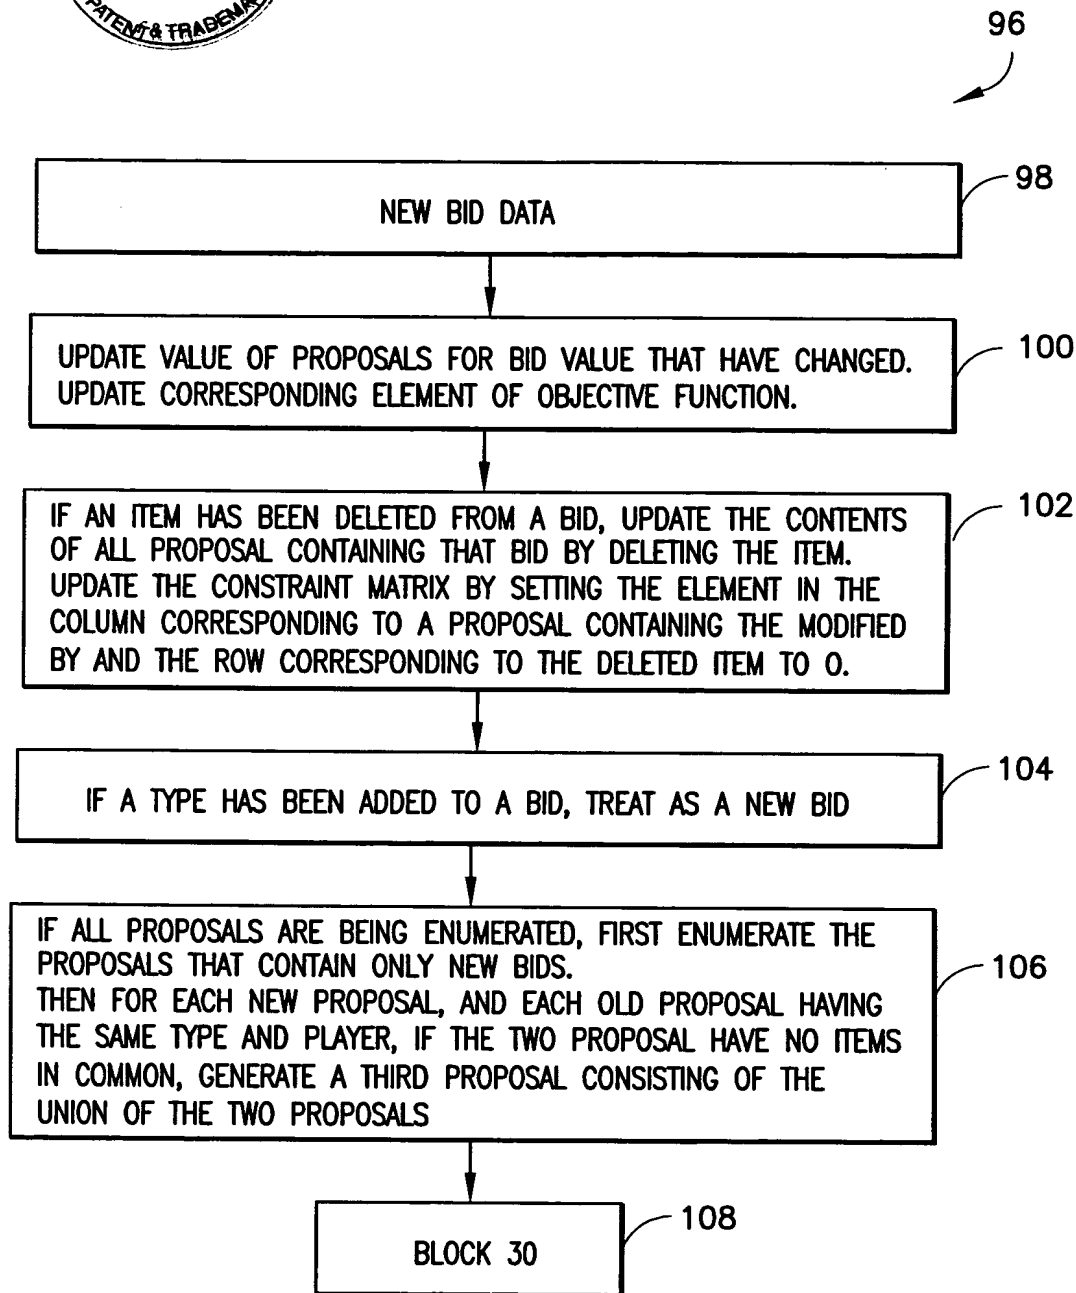 PATENT & TRADEMA
96
NEW BID DATA
98
UPDATE VALUE OF PROPOSALS FOR BID VALUE THAT HAVE CHANGED.
UPDATE CORRESPONDING ELEMENT OF OBJECTIVE FUNCTION.
100
IF AN ITEM HAS BEEN DELETED FROM A BID, UPDATE THE CONTENTS
OF ALL PROPOSAL CONTAINING THAT BID BY DELETING THE ITEM.
UPDATE THE CONSTRAINT MATRIX BY SETTING THE ELEMENT IN THE
COLUMN CORRESPONDING TO A PROPOSAL CONTAINING THE MODIFIED
BY AND THE ROW CORRESPONDING TO THE DELETED ITEM TO 0.
102
IF A TYPE HAS BEEN ADDED TO A BID, TREAT AS A NEW BID
104
IF ALL PROPOSALS ARE BEING ENUMERATED, FIRST ENUMERATE THE
PROPOSALS THAT CONTAIN ONLY NEW BIDS.
THEN FOR EACH NEW PROPOSAL, AND EACH OLD PROPOSAL HAVING
THE SAME TYPE AND PLAYER, IF THE TWO PROPOSAL HAVE NO ITEMS
IN COMMON, GENERATE A THIRD PROPOSAL CONSISTING OF THE
UNION OF THE TWO PROPOSALS
106
BLOCK 30
108